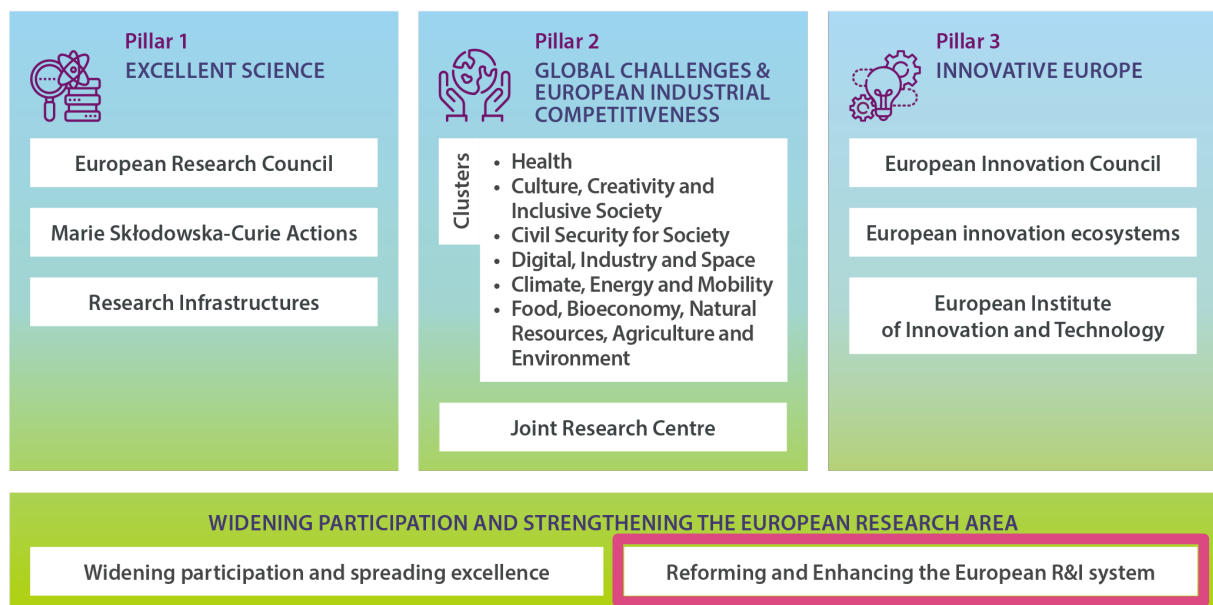 Pillar 1
EXCELLENT SCIENCE
European Research Council
Marie Skłodowska-Curie Actions
Research Infrastructures
Pillar 2
GLOBAL CHALLENGES &
EUROPEAN INDUSTRIAL
COMPETITIVENESS
Clusters
• Health
• Culture, Creativity and
Inclusive Society
• Civil Security for Society
• Digital, Industry and Space
• Climate, Energy and Mobility
• Food, Bioeconomy, Natural
Resources, Agriculture and
Environment
Joint Research Centre
Pillar 3
INNOVATIVE EUROPE
European Innovation Council
European innovation ecosystems
European Institute
of Innovation and Technology
WIDENING PARTICIPATION AND STRENGTHENING THE EUROPEAN RESEARCH AREA
Widening participation and spreading excellence
Reforming and Enhancing the European R&I system